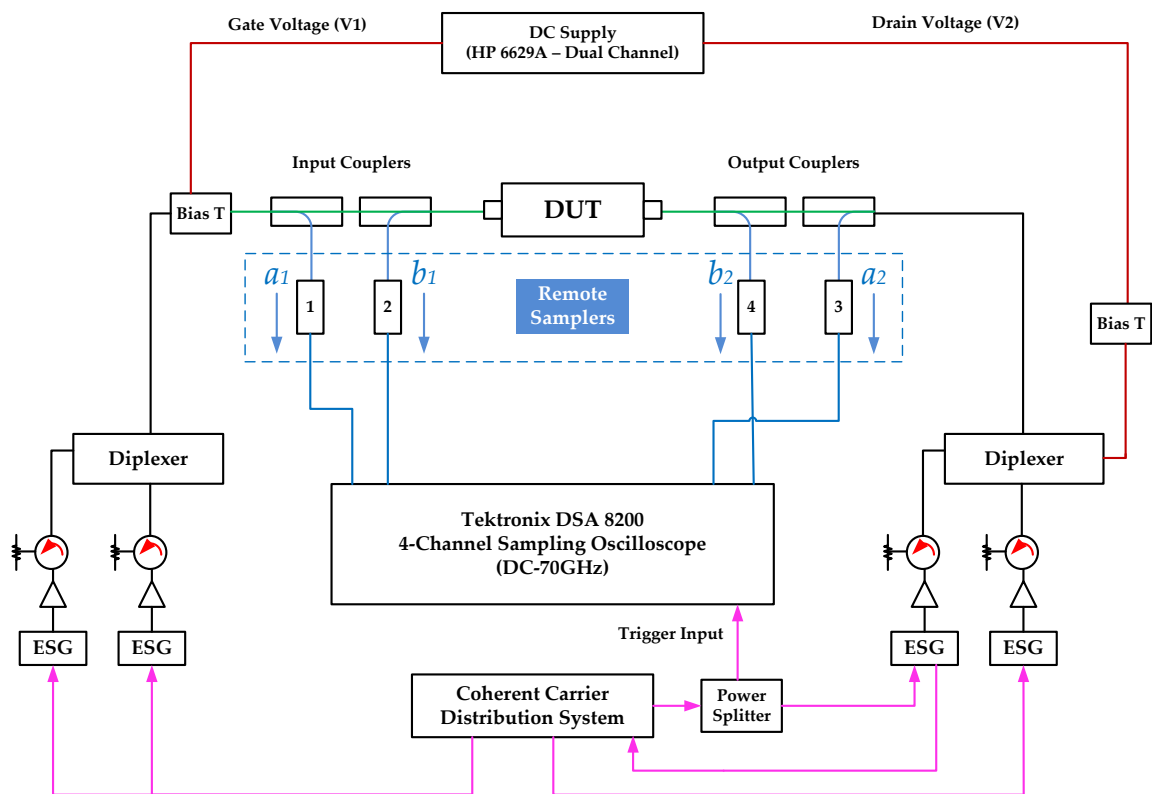 Gate Voltage (V1)
DC Supply
(HP 6629A – Dual Channel)
Drain Voltage (V2)
Input Couplers
Output Couplers
Bias T
DUT
a1
b1
b2
a2
1
2
Remote
Samplers
4
3
Bias T
Diplexer
Diplexer
Tektronix DSA 8200
4-Channel Sampling Oscilloscope
(DC-70GHz)
Trigger Input
ESG
ESG
ESG
ESG
Coherent Carrier
Distribution System
Power
Splitter